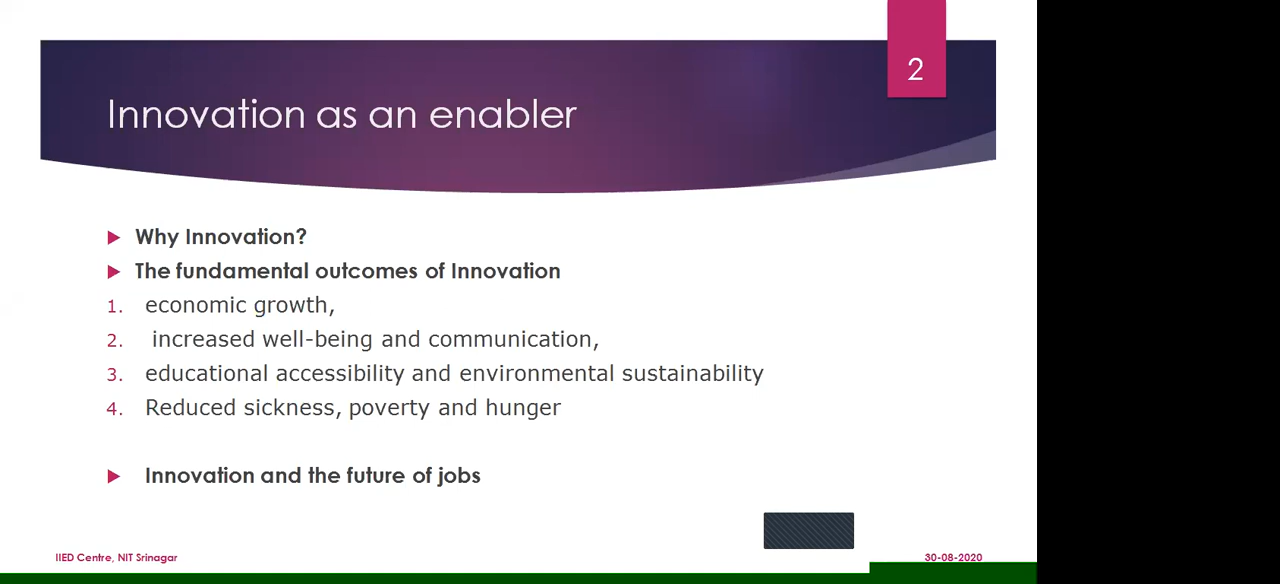 2
Innovation as an enabler
Why Innovation?
The fundamental outcomes of Innovation
1. economic growth,
2. increased well-being and communication,
3. educational accessibility and environmental sustainability
4. Reduced sickness, poverty and hunger
Innovation and the future of jobs
IIED Centre, NIT Srinagar
30-08-2020